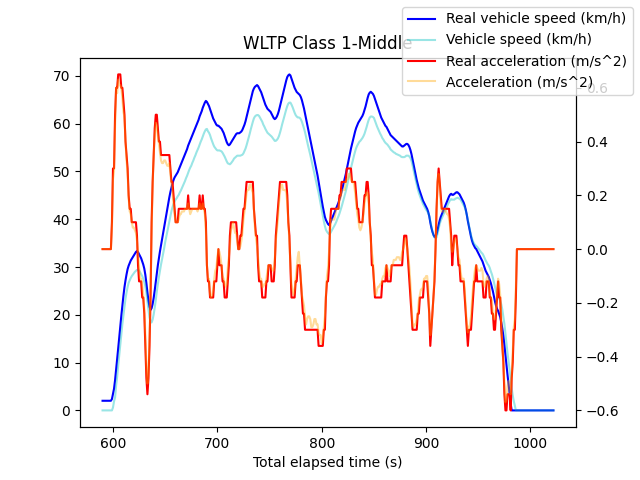 WLTP Class 1-Middle
Real vehicle speed (km/h)
Vehicle speed (km/h)
Real acceleration (m/s^2)
Acceleration (m/s^2)
70
60
50
40
30
20
10
0
0.6
0.4
0.2
0.0
−0.2
−0.4
−0.6
600 700 800 900 1000
Total elapsed time (s)